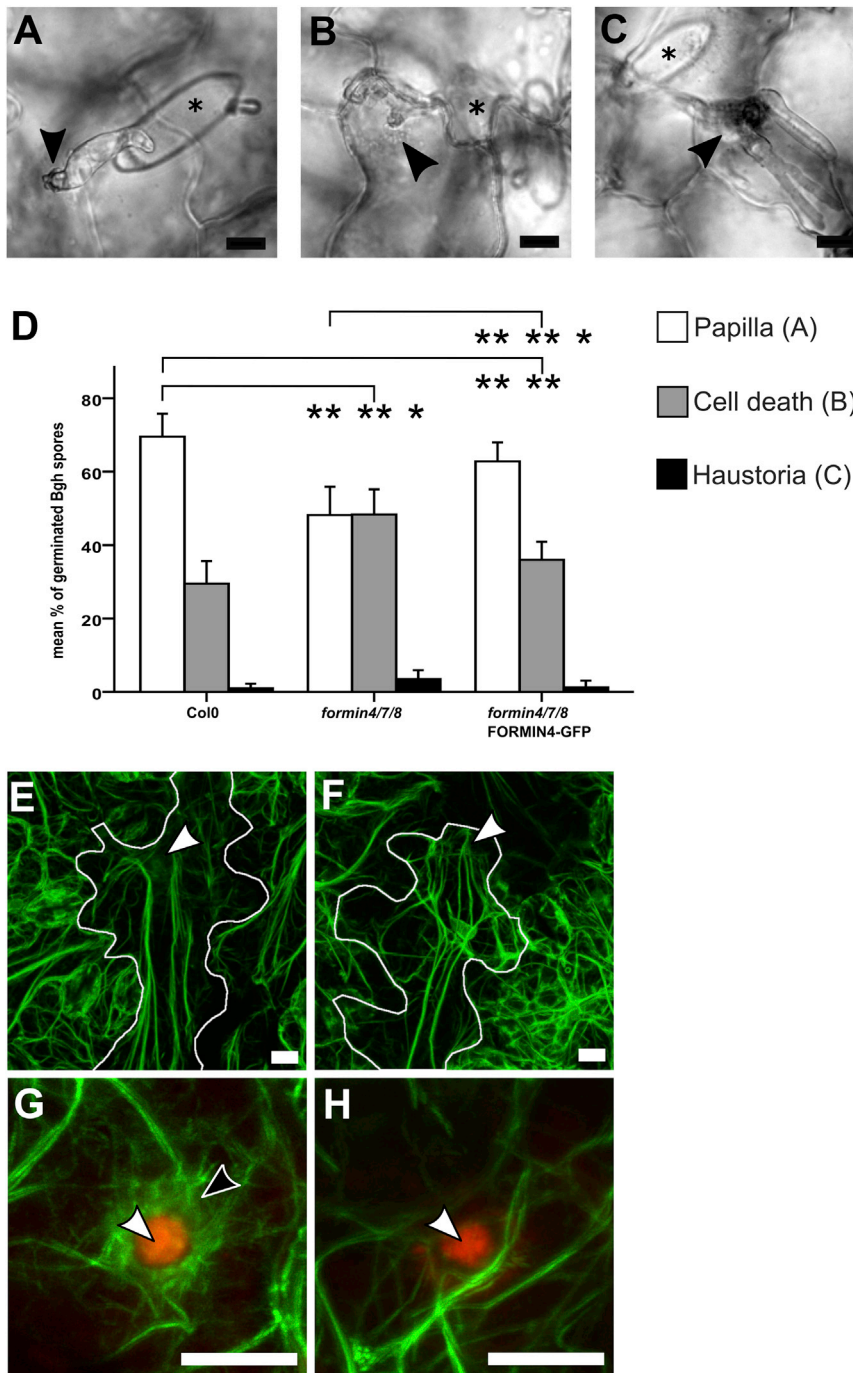 A
B
C
*
*
*
D
** ** *
** **
** ** *
Papilla (A)
Cell death (B)
Haustoria (C)
mean % of germinated Bgh spores
80
60
40
20
0
Col0
formin4/7/8
formin4/7/8
FORMIN4-GFP
E
F
G
H